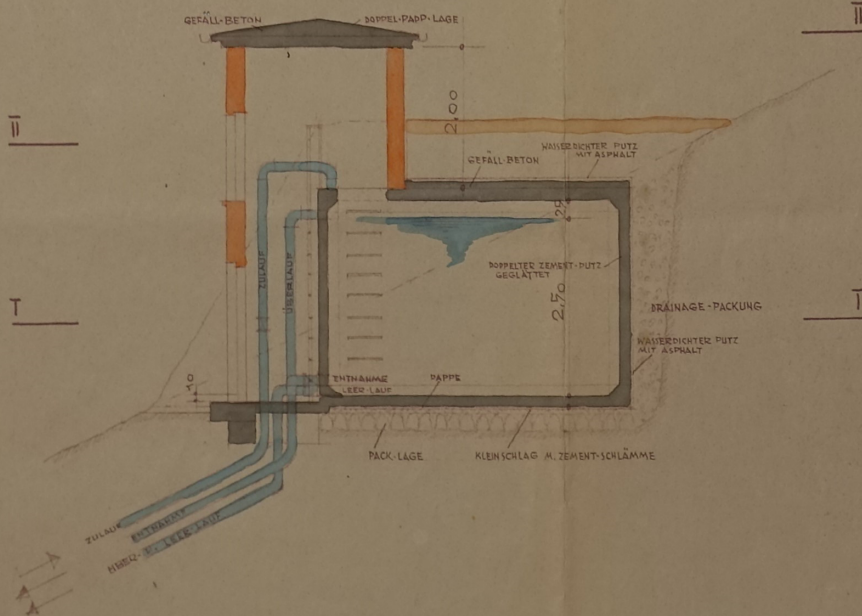 GEFÄLL-BETON
DOPPEL-PAPP-LAGE
II
II
2,00
WASSERDICHTER PUTZ
MIT ASPHALT
GEFÄLL-BETON
25
ZULAUF
ÜBERLAUF
DOPPELTER ZEMENT-PUTZ
GEGLÄTTET
2,50
I
I
DRAINAGE-PACKUNG
WASSERDICHTER PUTZ
MIT ASPHALT
ENTNAHME
LEER-LAUF
PAPPE
PACK-LAGE
KLEINSCHLAG M. ZEMENT-SCHLÄMME
ZULAUF
ENTNAHME
LEER-LAUF